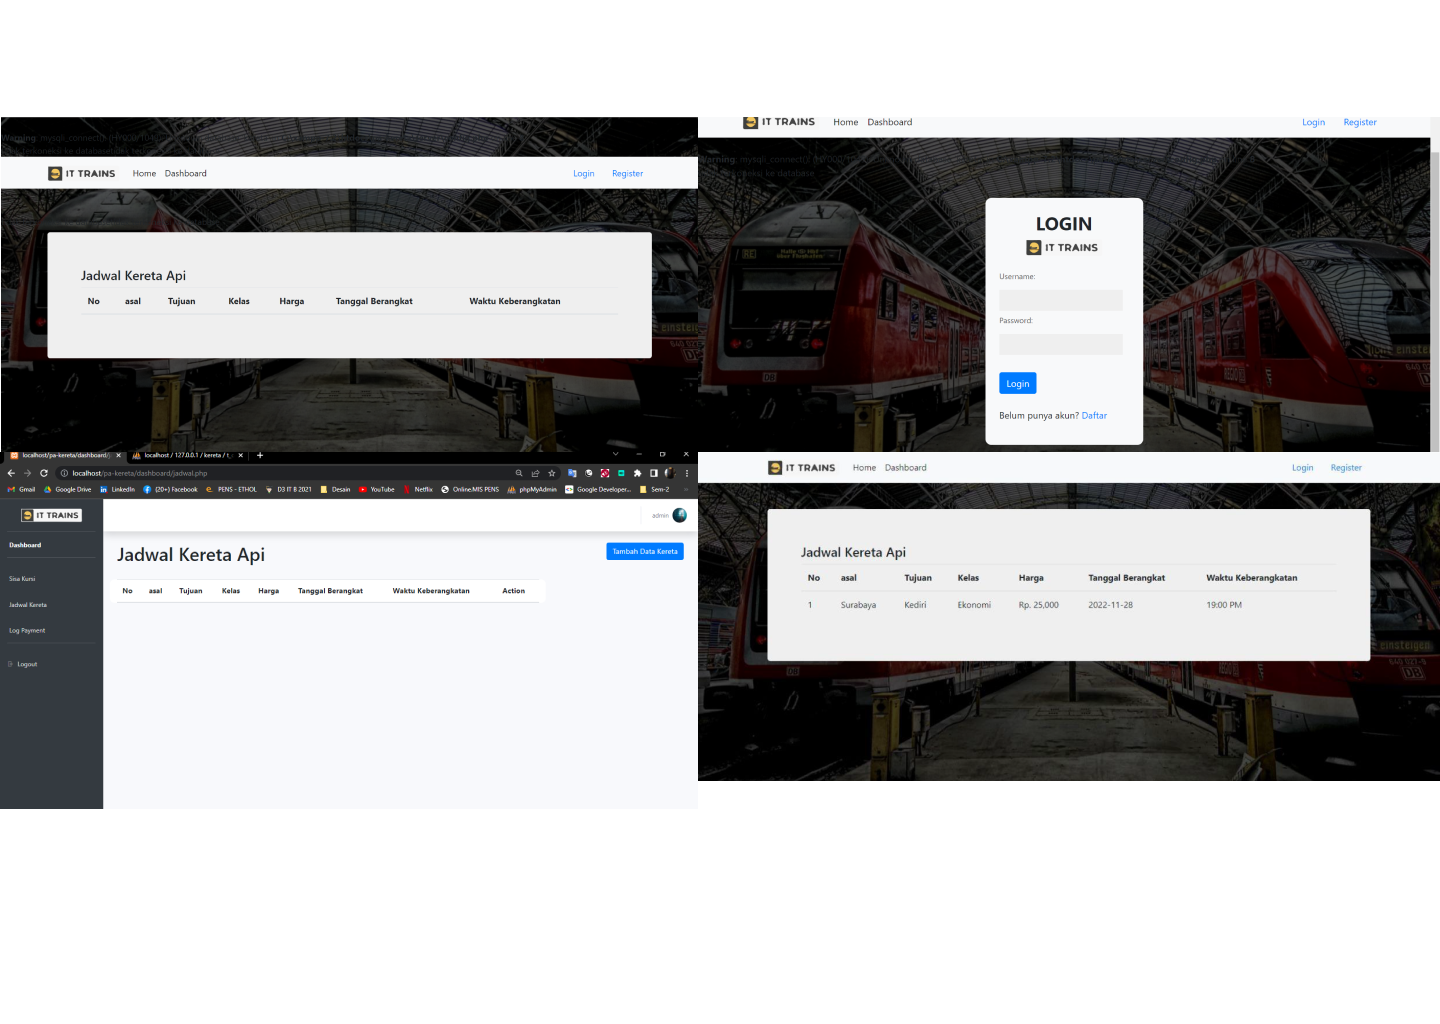 Warning: mysqli_connect(): (HY000/104
IT TRAINS Home Dashboard Login Register
Jadwal Kereta Api
No asal Tujuan Kelas Harga Tanggal Berangkat Waktu Keberangkatan
IT TRAINS Home Dashboard Login Register
Warning: mysqli_connect(): (HY000/10
ke database
LOGIN
IT TRAINS
Username:
Password:
Login
Belum punya akun? Daftar
localhost/pa-kereta/dashboard/j
localhost / 127.0.0.1 / kereta / t_
localhost/pa-kereta/dashboard/jadwal.php
Gmail Google Drive LinkedIn (20+) Facebook PENS - ETHOL D3 IT B 2021 Desain YouTube Netflix Online.MIS PENS phpMyAdmin Google Developer... Sem-2
IT TRAINS
admin
Dashboard
Sisa Kursi
Jadwal Kereta
Log Payment
Logout
Jadwal Kereta Api
Tambah Data Kereta
No asal Tujuan Kelas Harga Tanggal Berangkat Waktu Keberangkatan Action
IT TRAINS Home Dashboard Login Register
Jadwal Kereta Api
No asal Tujuan Kelas Harga Tanggal Berangkat Waktu Keberangkatan
1 Surabaya Kediri Ekonomi Rp. 25,000 2022-11-28 19:00 PM
einsteigen